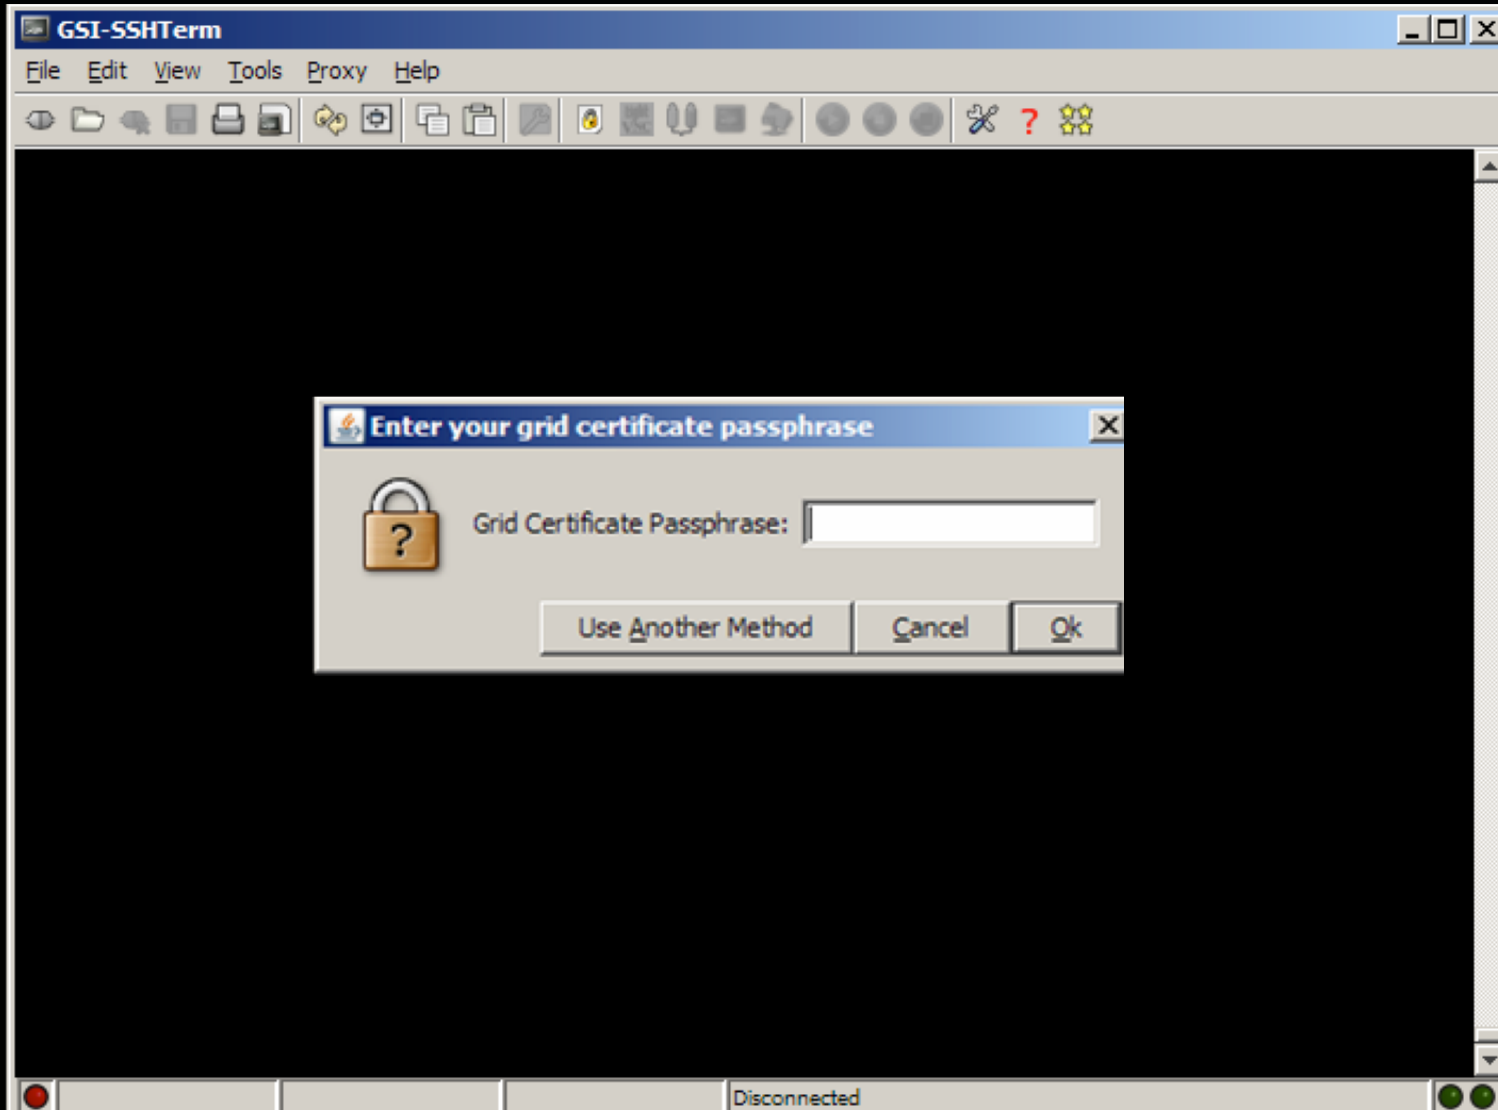 GSI-SSHTerm
File Edit View Tools Proxy Help
?
Enter your grid certificate passphrase
?
Grid Certificate Passphrase:
Use Another Method Cancel Ok
Disconnected